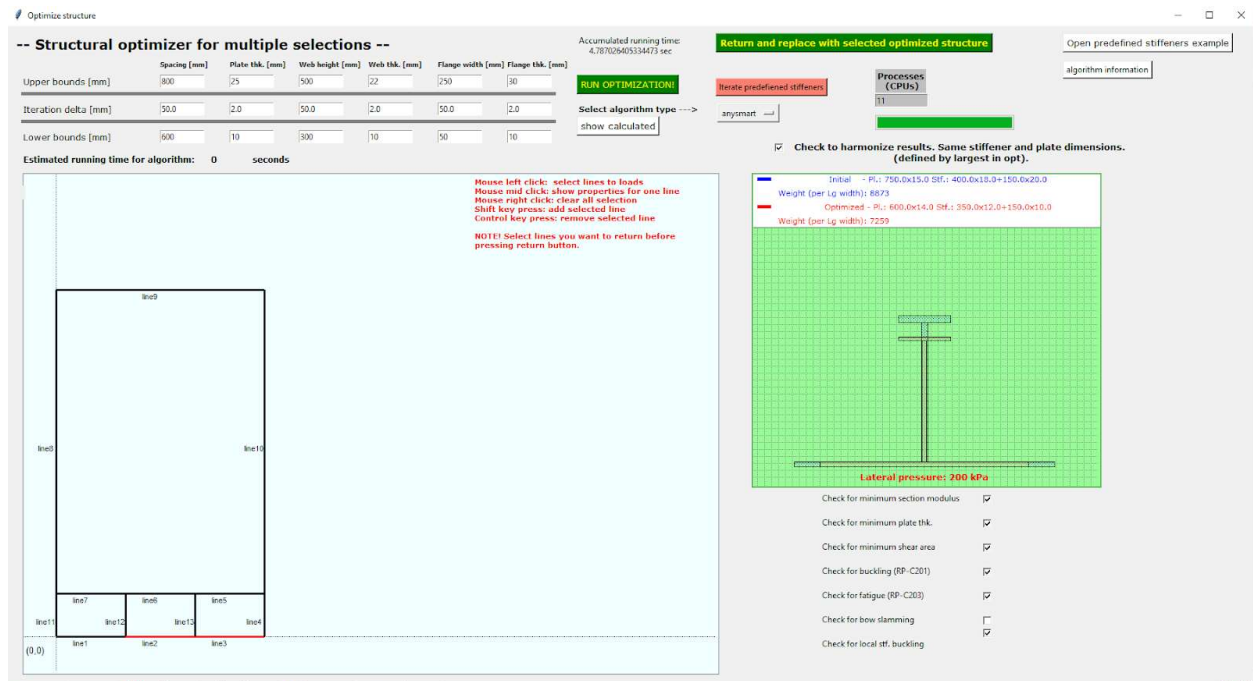 Optimize structure
-- Structural optimizer for multiple selections --
Accumulated running time:
4.787026405334473 sec
Return and replace with selected optimized structure
Open predefined stiffeners example
Spacing [mm] Plate thk. [mm] Web height [mm] Web thk. [mm] Flange width [mm] Flange thk. [mm]
Upper bounds [mm] 800 25 500 22 250 30
RUN OPTIMIZATION!
Iterate predefiened stiffeners
Processes
(CPUs)
11
algorithm information
Iteration delta [mm] 50.0 2.0 50.0 2.0 50.0 2.0
Select algorithm type --->
anysmart
show calculated
Lower bounds [mm] 600 10 300 10 50 10
Check to harmonize results. Same stiffener and plate dimensions.
(defined by largest in opt).
Estimated running time for algorithm: 0 seconds
Mouse left click: select lines to loads
Mouse mid click: show properties for one line
Mouse right click: clear all selection
Shift key press: add selected line
Control key press: remove selected line
NOTE! Select lines you want to return before
pressing return button.
Initial - Pl.: 750.0x15.0 Stf.: 400.0x18.0+150.0x20.0
Weight (per Lg width): 8873
Optimized - Pl.: 600.0x14.0 Stf.: 350.0x12.0+150.0x10.0
Weight (per Lg width): 7259
line9
line8
line10
line7 line6 line5
line11 line12 line13 line4
line1 line2 line3
(0,0)
Lateral pressure: 200 kPa
Check for minimum section modulus
Check for minimum plate thk.
Check for minimum shear area
Check for buckling (RP-C201)
Check for fatigue (RP-C203)
Check for bow slamming
Check for local stf. buckling